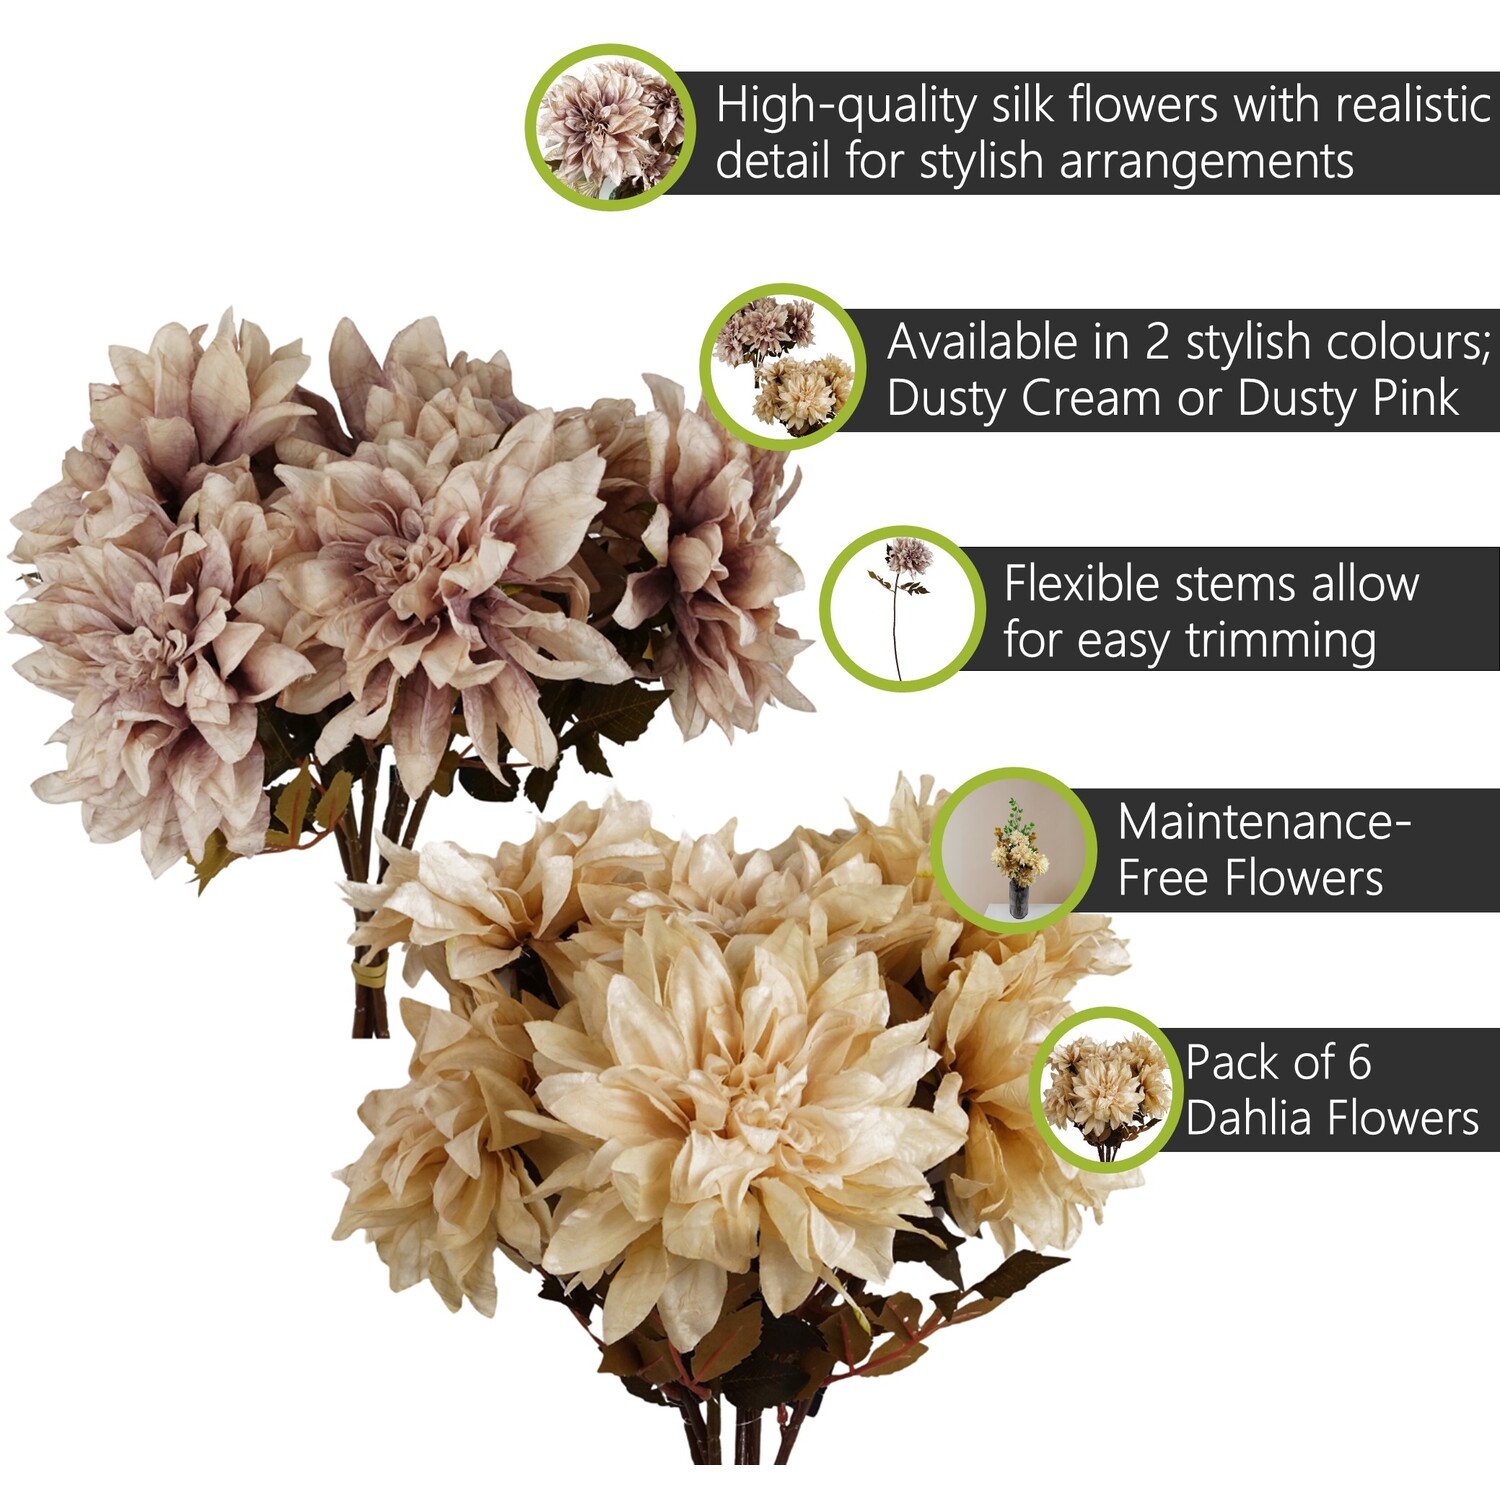 High-quality silk flowers with realistic
detail for stylish arrangements
Available in 2 stylish colours;
Dusty Cream or Dusty Pink
Flexible stems allow
for easy trimming
Maintenance-
Free Flowers
Pack of 6
Dahlia Flowers